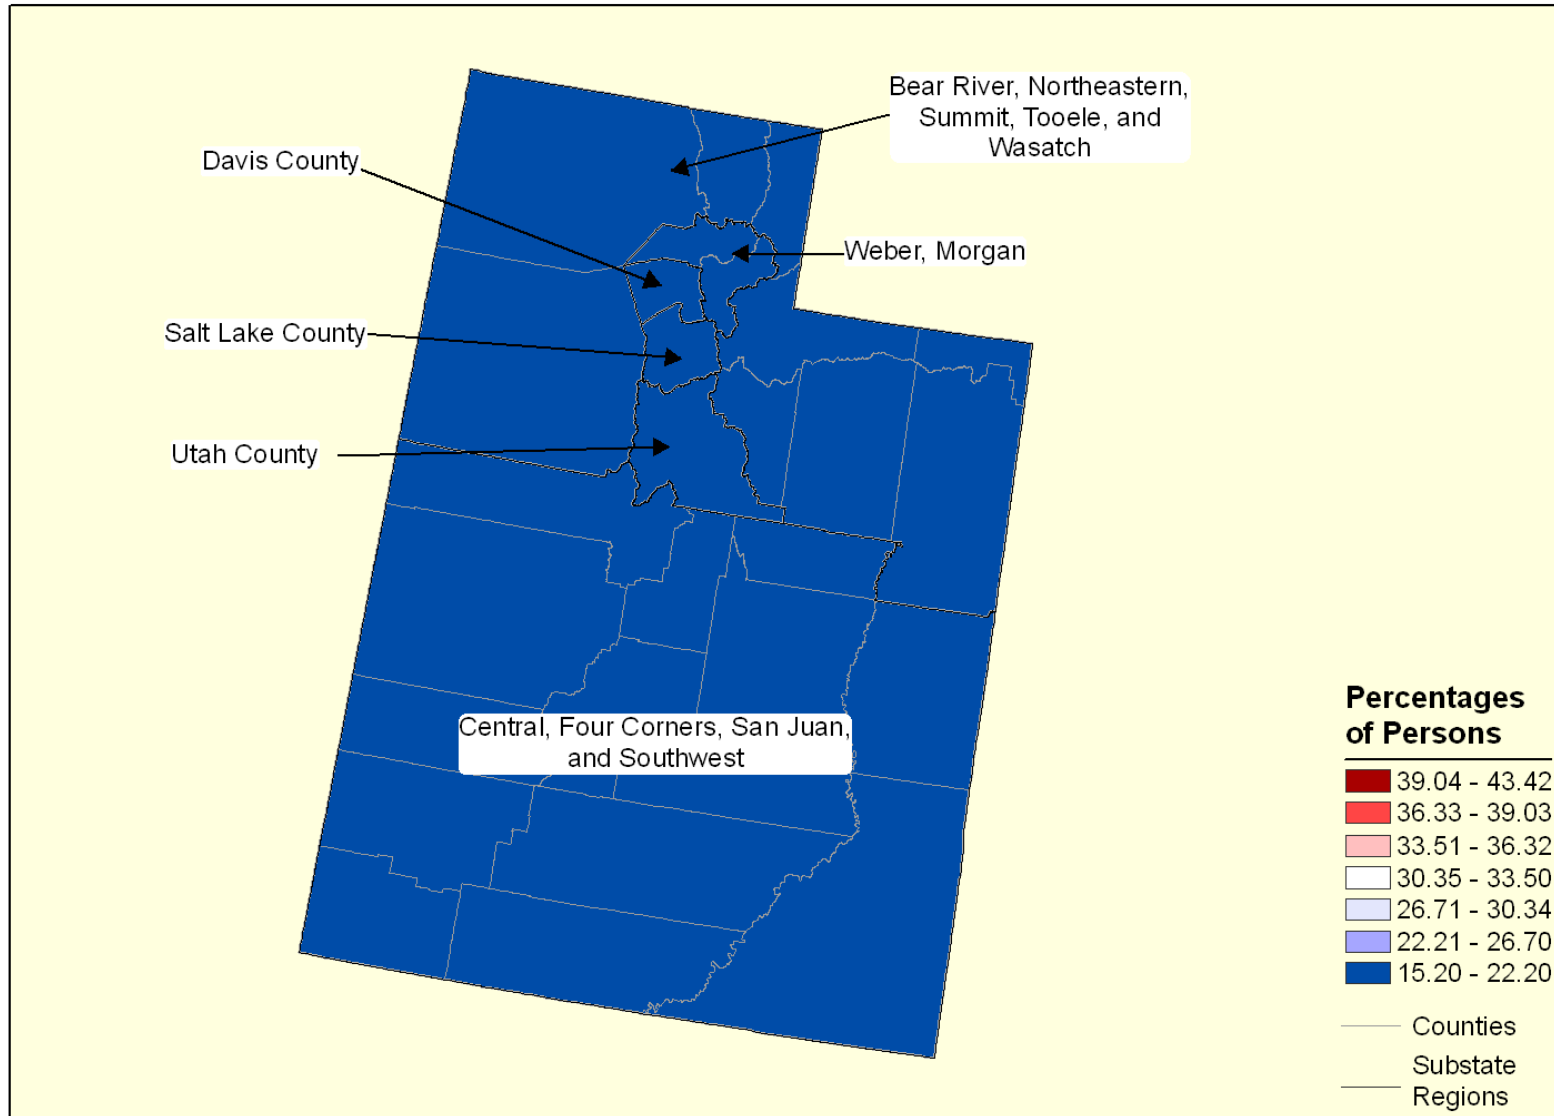 Bear River, Northeastern,
Summit, Tooele, and
Wasatch
Davis County
Weber, Morgan
Salt Lake County
Utah County
Central, Four Corners, San Juan,
and Southwest
Percentages
of Persons
39.04 - 43.42
36.33 - 39.03
33.51 - 36.32
30.35 - 33.50
26.71 - 30.34
22.21 - 26.70
15.20 - 22.20
Counties
Substate
Regions